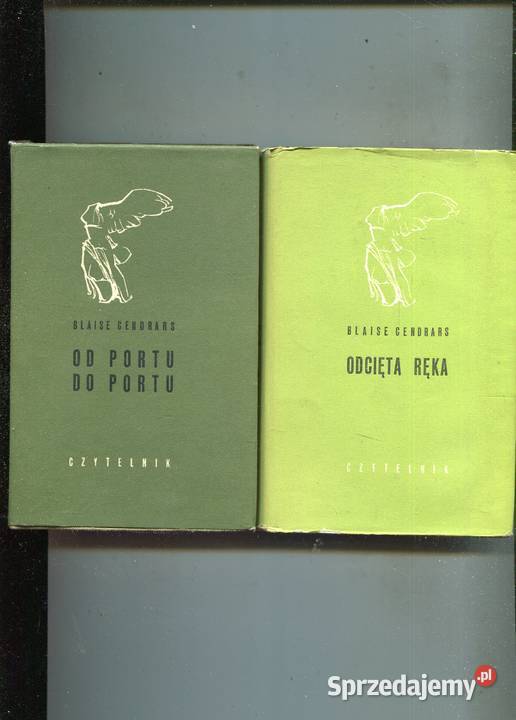 BLAISE CENDRARS
OD PORTU
DO PORTU
CZYTELNIK
BLAISE CENDRARS
ODCIĘTA RĘKA
CZYTELNIK
Sprzedajemy.pl